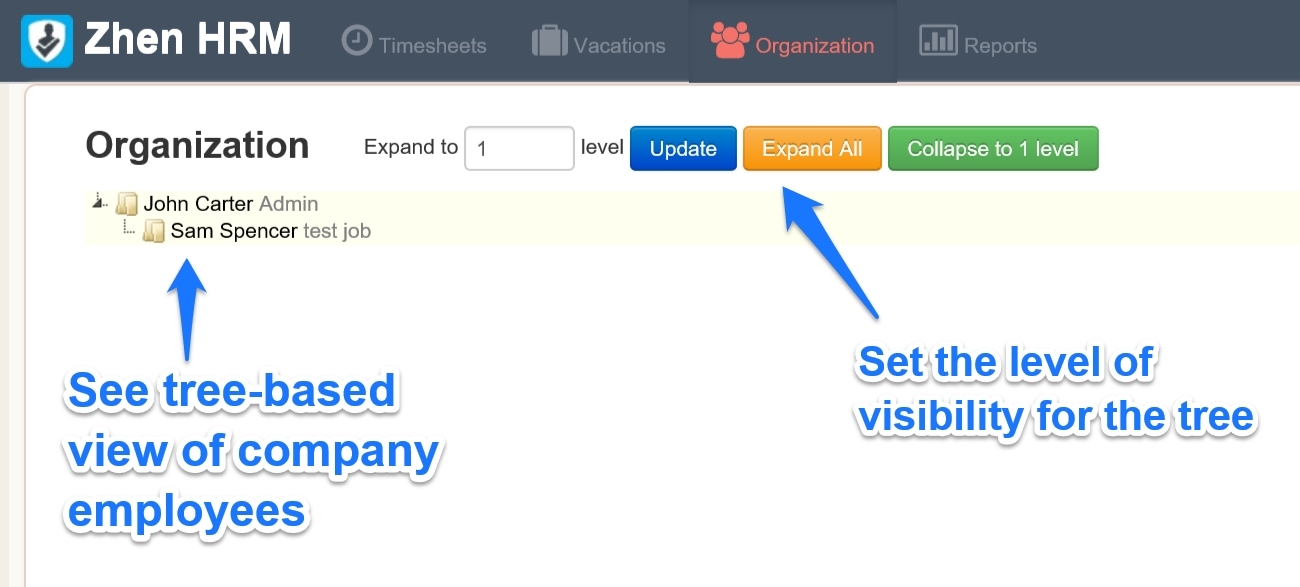 Zhen HRM Timesheets Vacations Organization Reports
Organization Expand to 1 level Update Expand All Collapse to 1 level
John Carter Admin
Sam Spencer test job
See tree-based
view of company
employees
Set the level of
visibility for the tree